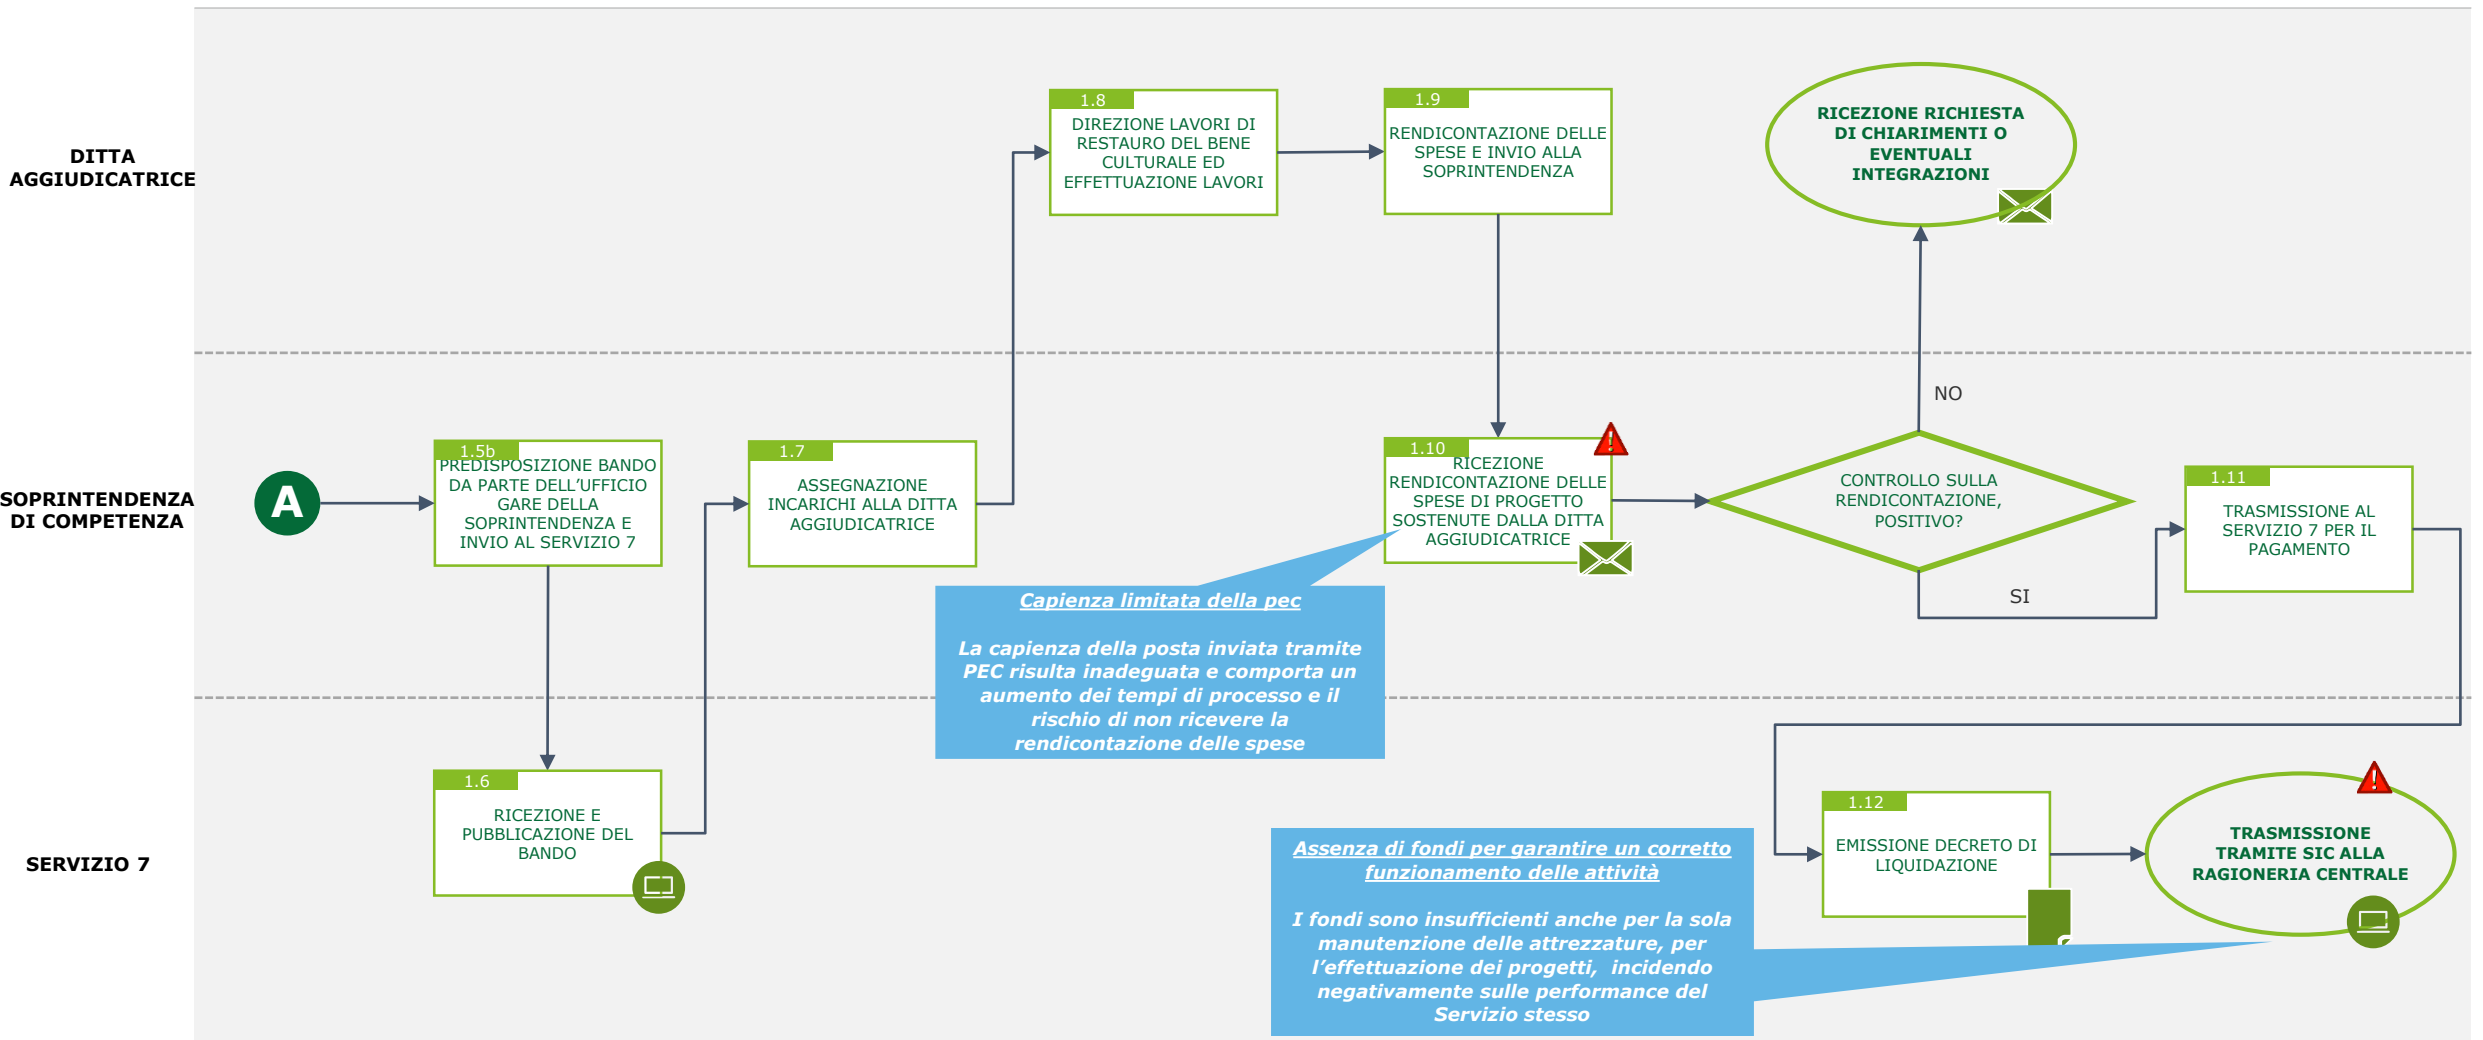 DITTA
AGGIUDICATRICE
1.8
DIREZIONE LAVORI DI
RESTAURO DEL BENE
CULTURALE ED
EFFETTUAZIONE LAVORI
1.9
RENDICONTAZIONE DELLE
SPESE E INVIO ALLA
SOPRINTENDENZA
RICEZIONE RICHIESTA
DI CHIARIMENTI O
EVENTUALI
INTEGRAZIONI
NO
SOPRINTENDENZA
DI COMPETENZA
A
1.5b
PREDISPOSIZIONE BANDO
DA PARTE DELL’UFFICIO
GARE DELLA
SOPRINTENDENZA E
INVIO AL SERVIZIO 7
1.7
ASSEGNAZIONE
INCARICHI ALLA DITTA
AGGIUDICATRICE
1.10
RICEZIONE
RENDICONTAZIONE DELLE
SPESE DI PROGETTO
SOSTENUTE DALLA DITTA
AGGIUDICATRICE
CONTROLLO SULLA
RENDICONTAZIONE,
POSITIVO?
SI
1.11
TRASMISSIONE AL
SERVIZIO 7 PER IL
PAGAMENTO
Capienza limitata della pec
La capienza della posta inviata tramite
PEC risulta inadeguata e comporta un
aumento dei tempi di processo e il
rischio di non ricevere la
rendicontazione delle spese
SERVIZIO 7
1.6
RICEZIONE E
PUBBLICAZIONE DEL
BANDO
Assenza di fondi per garantire un corretto
funzionamento delle attività
I fondi sono insufficienti anche per la sola
manutenzione delle attrezzature, per
l’effettuazione dei progetti,  incidendo
negativamente sulle performance del
Servizio stesso
1.12
EMISSIONE DECRETO DI
LIQUIDAZIONE
TRASMISSIONE
TRAMITE SIC ALLA
RAGIONERIA CENTRALE